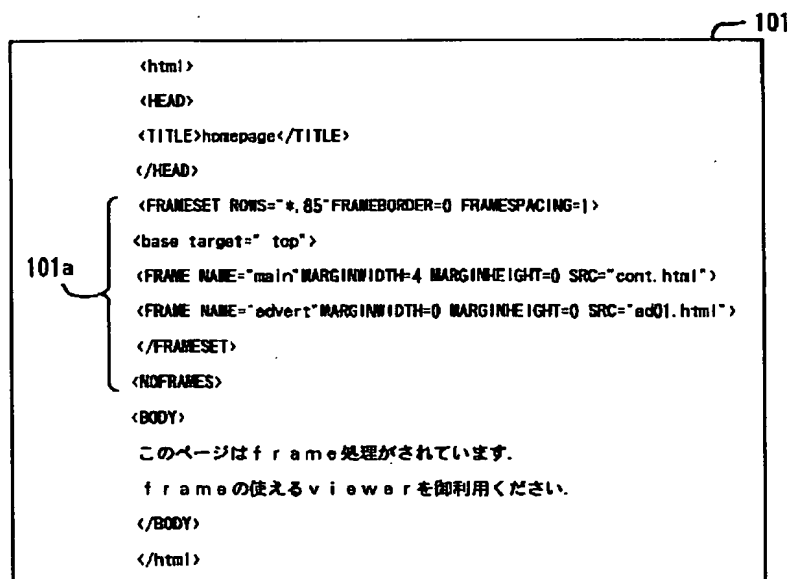 101
<html>
<HEAD>
<TITLE>homepage</TITLE>
</HEAD>
<FRAMESET ROWS="*,85"FRAMEBORDER=0 FRAMESPACING=1>
<base target=" top">
101a
<FRAME NAME="main"MARGINWIDTH=4 MARGINHEIGHT=0 SRC="cont.html">
<FRAME NAME="advert"MARGINWIDTH=0 MARGINHEIGHT=0 SRC="ad01.html">
</FRAMESET>
<NOFRAMES>
<BODY>
このページはｆｒａｍｅ処理がされています.
ｆｒａｍｅの使えるｖｉｅｗｅｒを御利用ください.
</BODY>
</html>